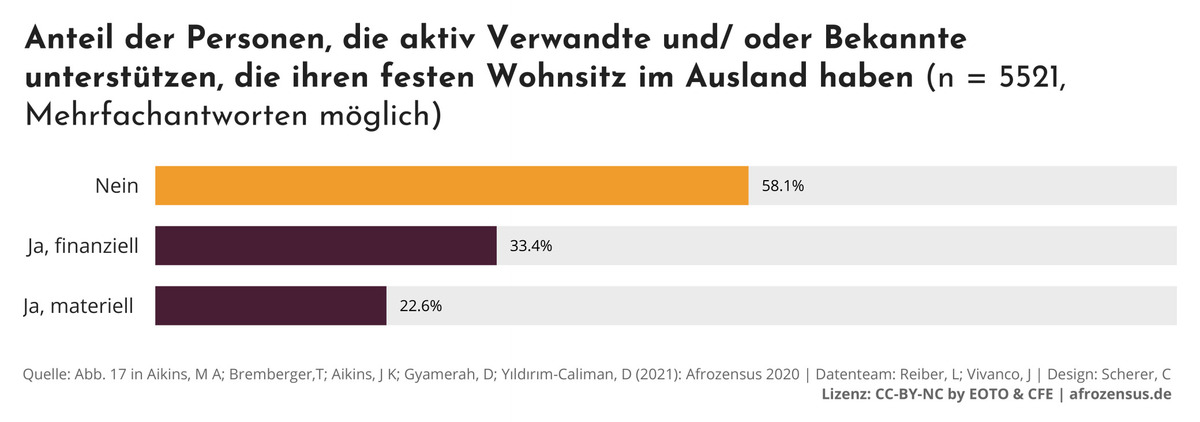 Anteil der Personen, die aktiv Verwandte und/ oder Bekannte
unterstützen, die ihren festen Wohnsitz im Ausland haben (n = 5521,
Mehrfachantworten möglich)
Nein
58.1%
Ja, finanziell
33.4%
Ja, materiell
22.6%
Quelle: Abb. 17 in Aikins, M A; Bremberger,T; Aikins, J K; Gyamerah, D; Yıldırım-Caliman, D (2021): Afrozensus 2020 | Datenteam: Reiber, L; Vivanco, J | Design: Scherer, C
Lizenz: CC-BY-NC by EOTO & CFE | afrozensus.de